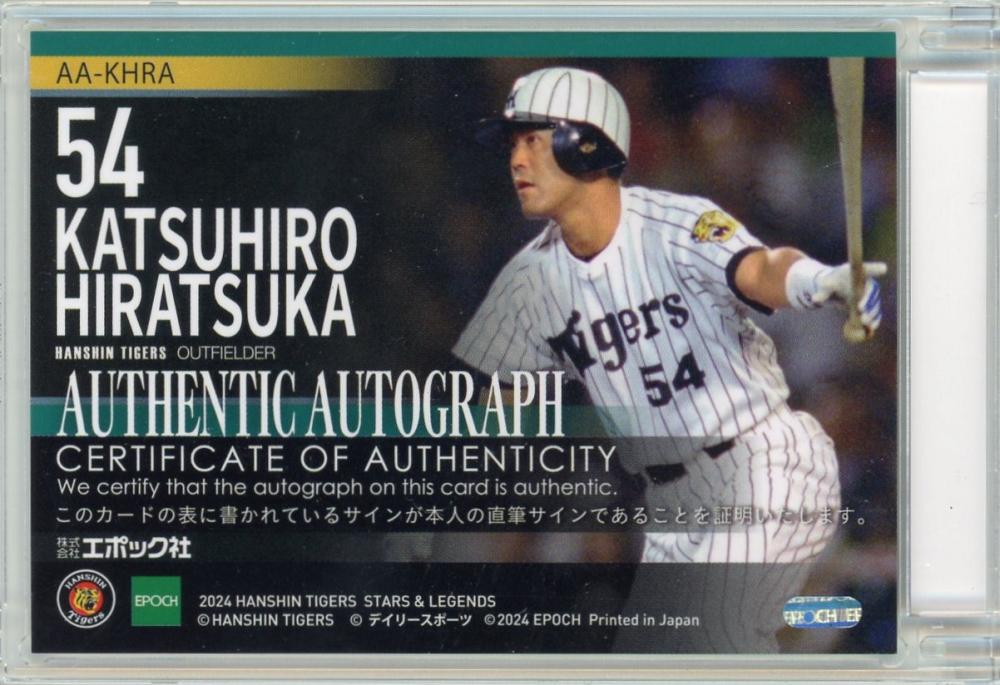 AA-KHRA
54
KATSUHIRO
HIRATSUKA
HANSHIN TIGERS OUTFIELDER
AUTHENTIC AUTOGRAPH
CERTIFICATE OF AUTHENTICITY
We certify that the autograph on this card is authentic.
このカードの表に書かれているサインが本人の直筆サインであることを証明いたします。
株式会社エポック社
HANSHIN
Tigers
EPOCH
2024 HANSHIN TIGERS STARS & LEGENDS
©HANSHIN TIGERS © デイリースポーツ ©2024 EPOCH Printed in Japan
EPOCH
Tigers
54